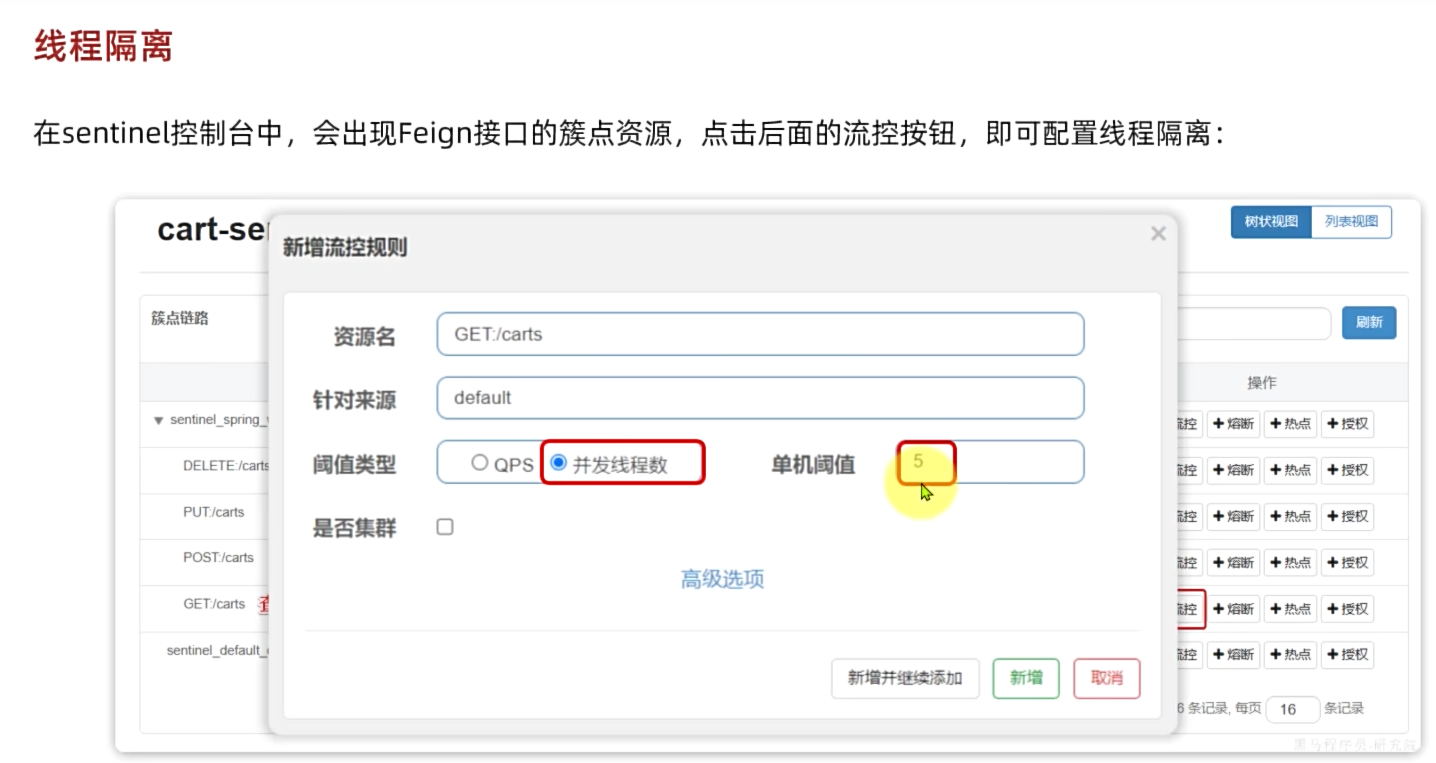 线程隔离
在sentinel控制台中，会出现Feign接口的簇点资源，点击后面的流控按钮，即可配置线程隔离：
cart-ser
树状视图 列表视图
新增流控规则 ×
簇点链路
刷新
资源名 GET:/carts
操作
针对来源 default
sentinel_spring_
流控 +熔断 +热点 +授权
阈值类型 QPS 并发线程数 单机阈值 5
DELETE:/carts
流控 +熔断 +热点 +授权
PUT:/carts
流控 +熔断 +热点 +授权
是否集群
POST:/carts
流控 +熔断 +热点 +授权
高级选项
GET:/carts
流控 +熔断 +热点 +授权
sentinel_default_
流控 +熔断 +热点 +授权
新增并继续添加 新增 取消
6 条记录, 每页 16 条记录
黑马程序员-研究院